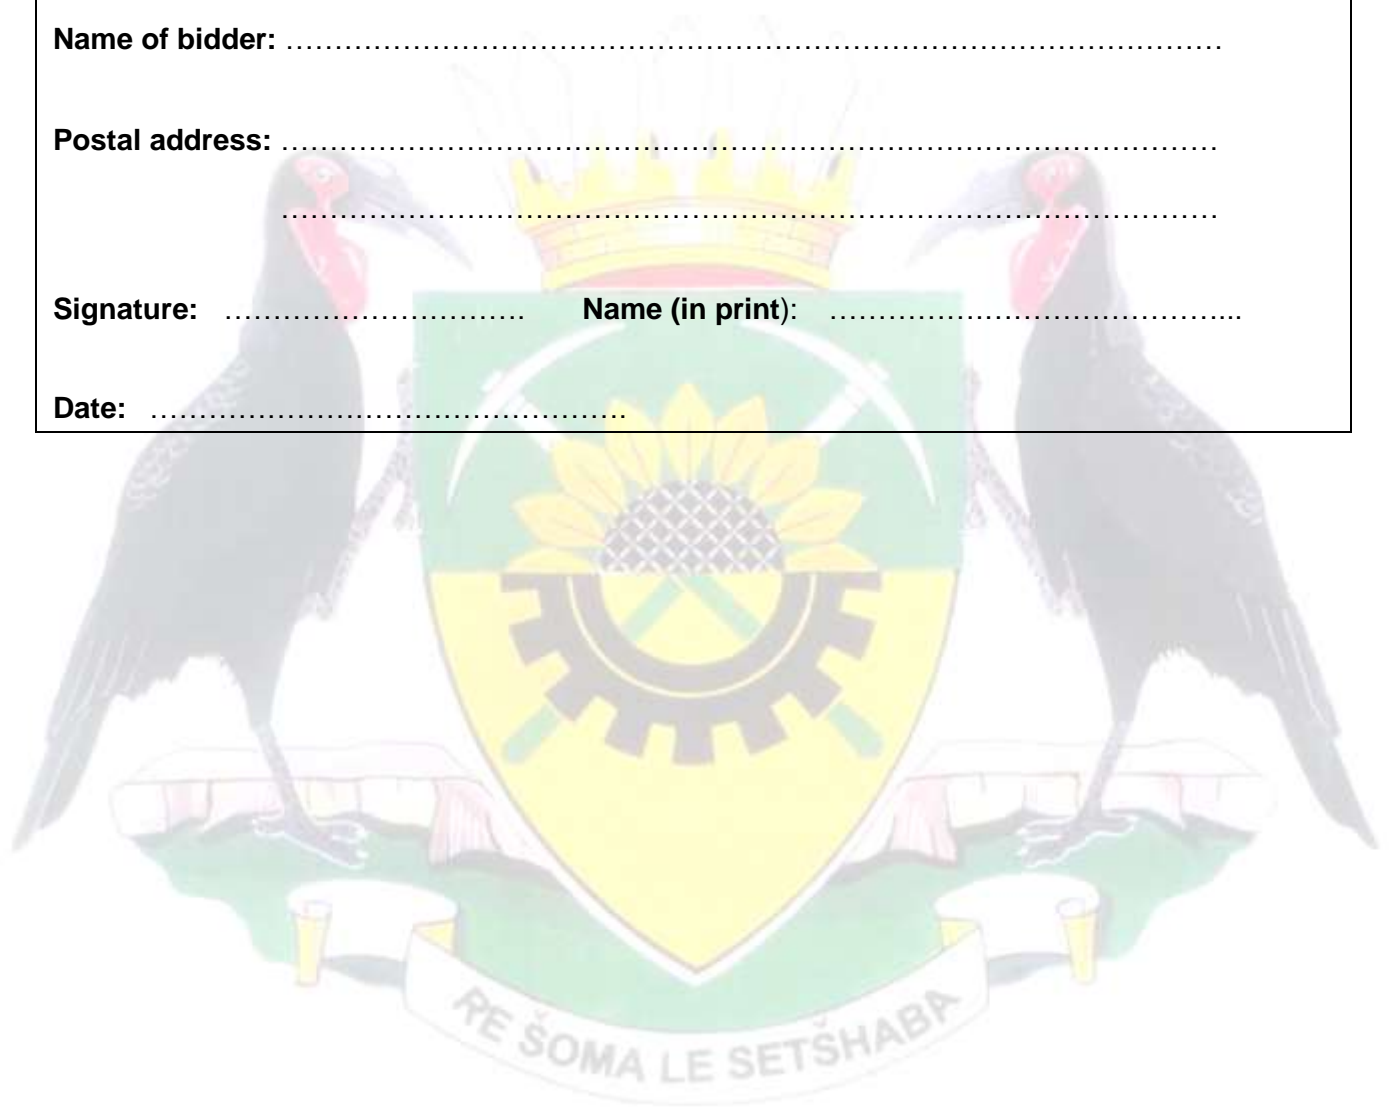 Name of bidder: ……………………………………………………………………………………
Postal address: ……………………………………………………………………………………
……………………………………………………………………………………
Signature: …………………………. Name (in print): …………………………………...
Date: ………………………………………….
RE ŠOMA LE SETŠHABA